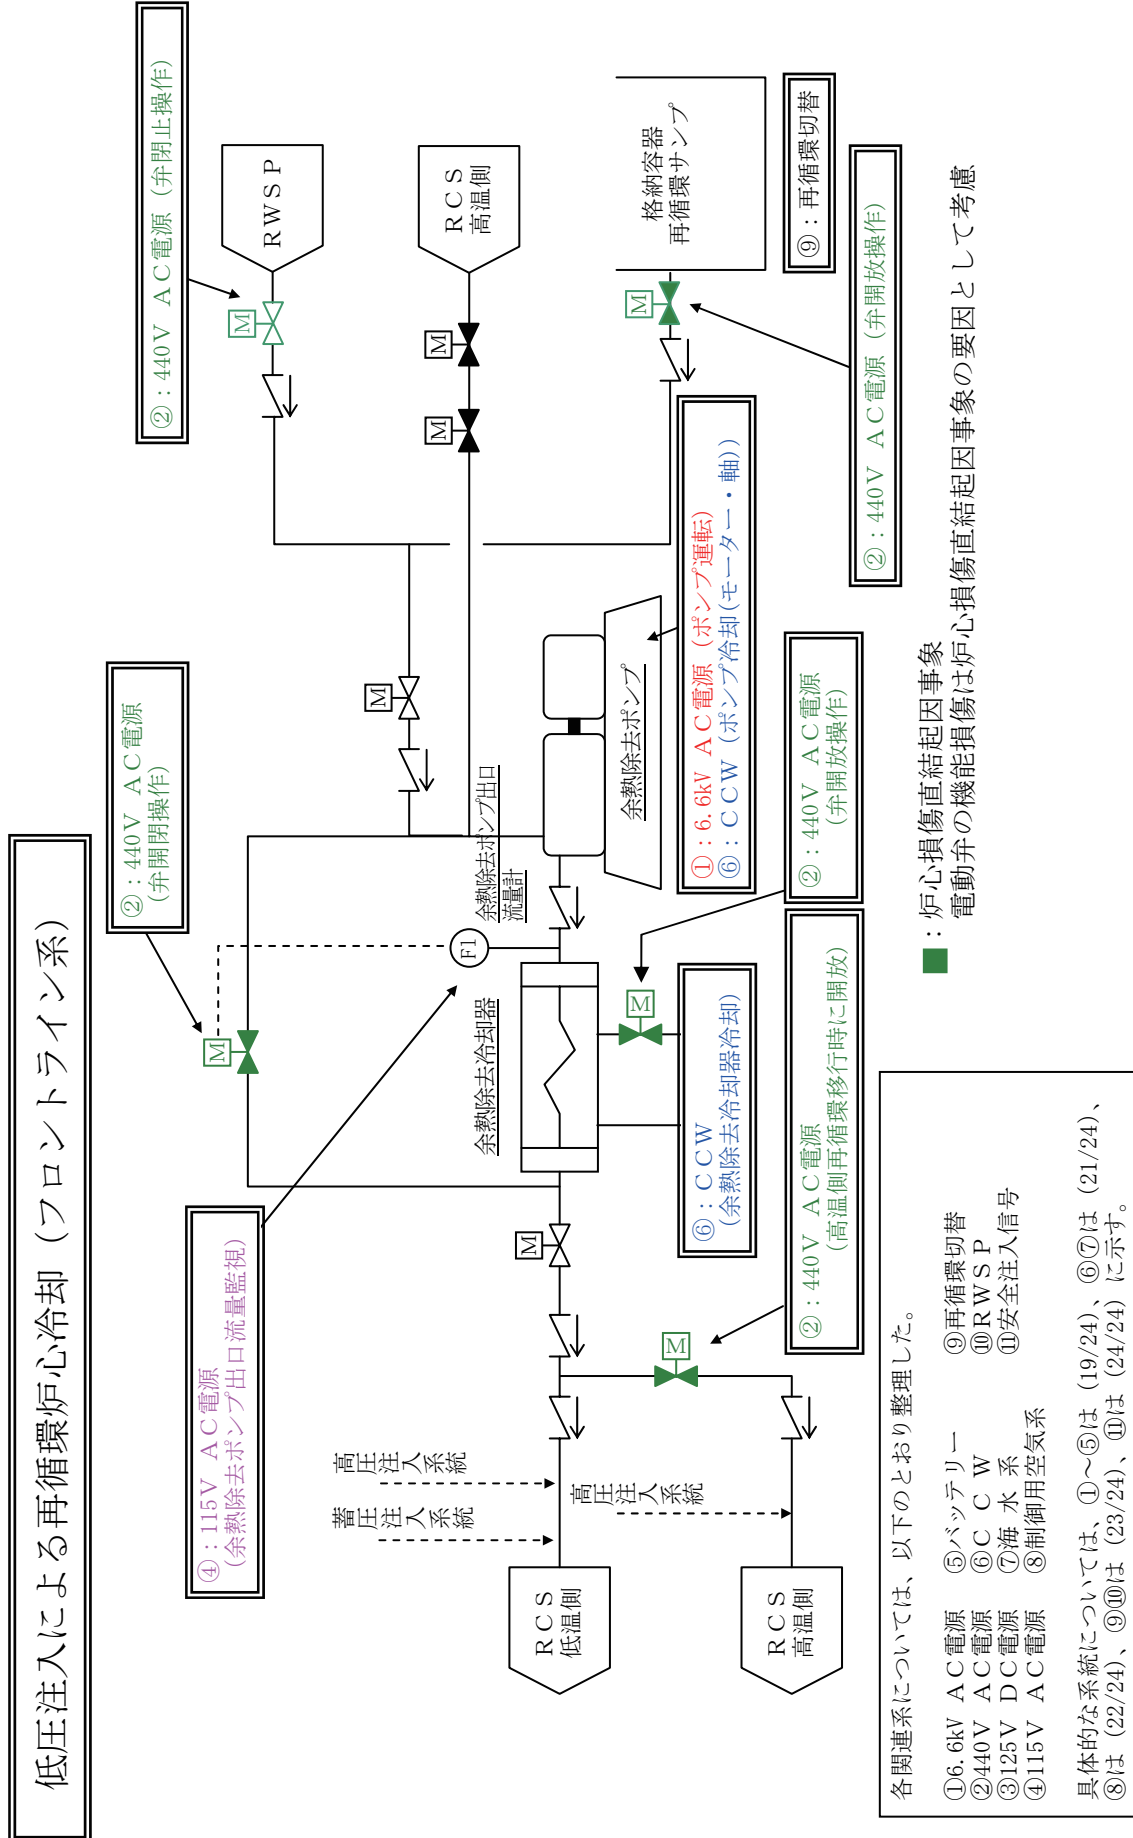 低圧注入による再循環炉心冷却（フロントライン系）
②：440V AC電源
(弁開閉操作)
②：440V AC電源（弁閉止操作）
④：115V AC電源
(余熱除去ポンプ出口流量監視)
M
M
RWSP
M
M
M
RCS
高温側
M
格納容器
再循環サンプ
⑨：再循環切替
余熱除去ポンプ出口
流量計
F1
余熱除去冷却器
余熱除去ポンプ
M
M
M
高圧注入系統
蓄圧注入系統
高圧注入系統
RCS
低温側
RCS
高温側
①：6.6kV AC電源（ポンプ運転）
⑥：CCW（ポンプ冷却(モーター・軸)）
⑥：CCW
(余熱除去冷却器冷却)
②：440V AC電源
(弁開放操作)
②：440V AC電源（弁開放操作）
②：440V AC電源
(高温側再循環移行時に開放)
：炉心損傷直結起因事象
電動弁の機能損傷は炉心損傷直結起因事象の要因として考慮
各関連系については、以下のとおり整理した。
①6.6kV AC電源 ⑤バッテリー ⑨再循環切替
②440V AC電源 ⑥CCW ⑩RWSP
③125V DC電源 ⑦海水系 ⑪安全注入信号
④115V AC電源 ⑧制御用空気系
具体的な系統については、①～⑤は（19/24）、⑥⑦は（21/24）、
⑧は（22/24）、⑨⑩は（23/24）、⑪は（24/24）に示す。